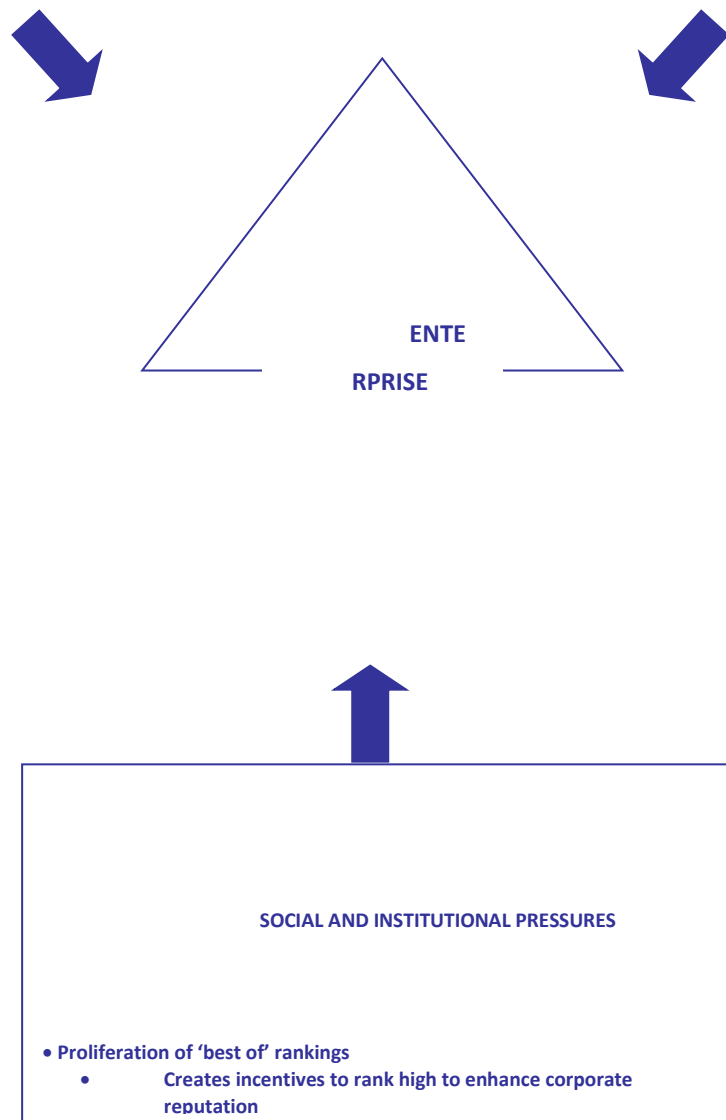 ENTE
RPRISE
SOCIAL AND INSTITUTIONAL PRESSURES
• Proliferation of ‘best of’ rankings
• Creates incentives to rank high to enhance corporate
reputation